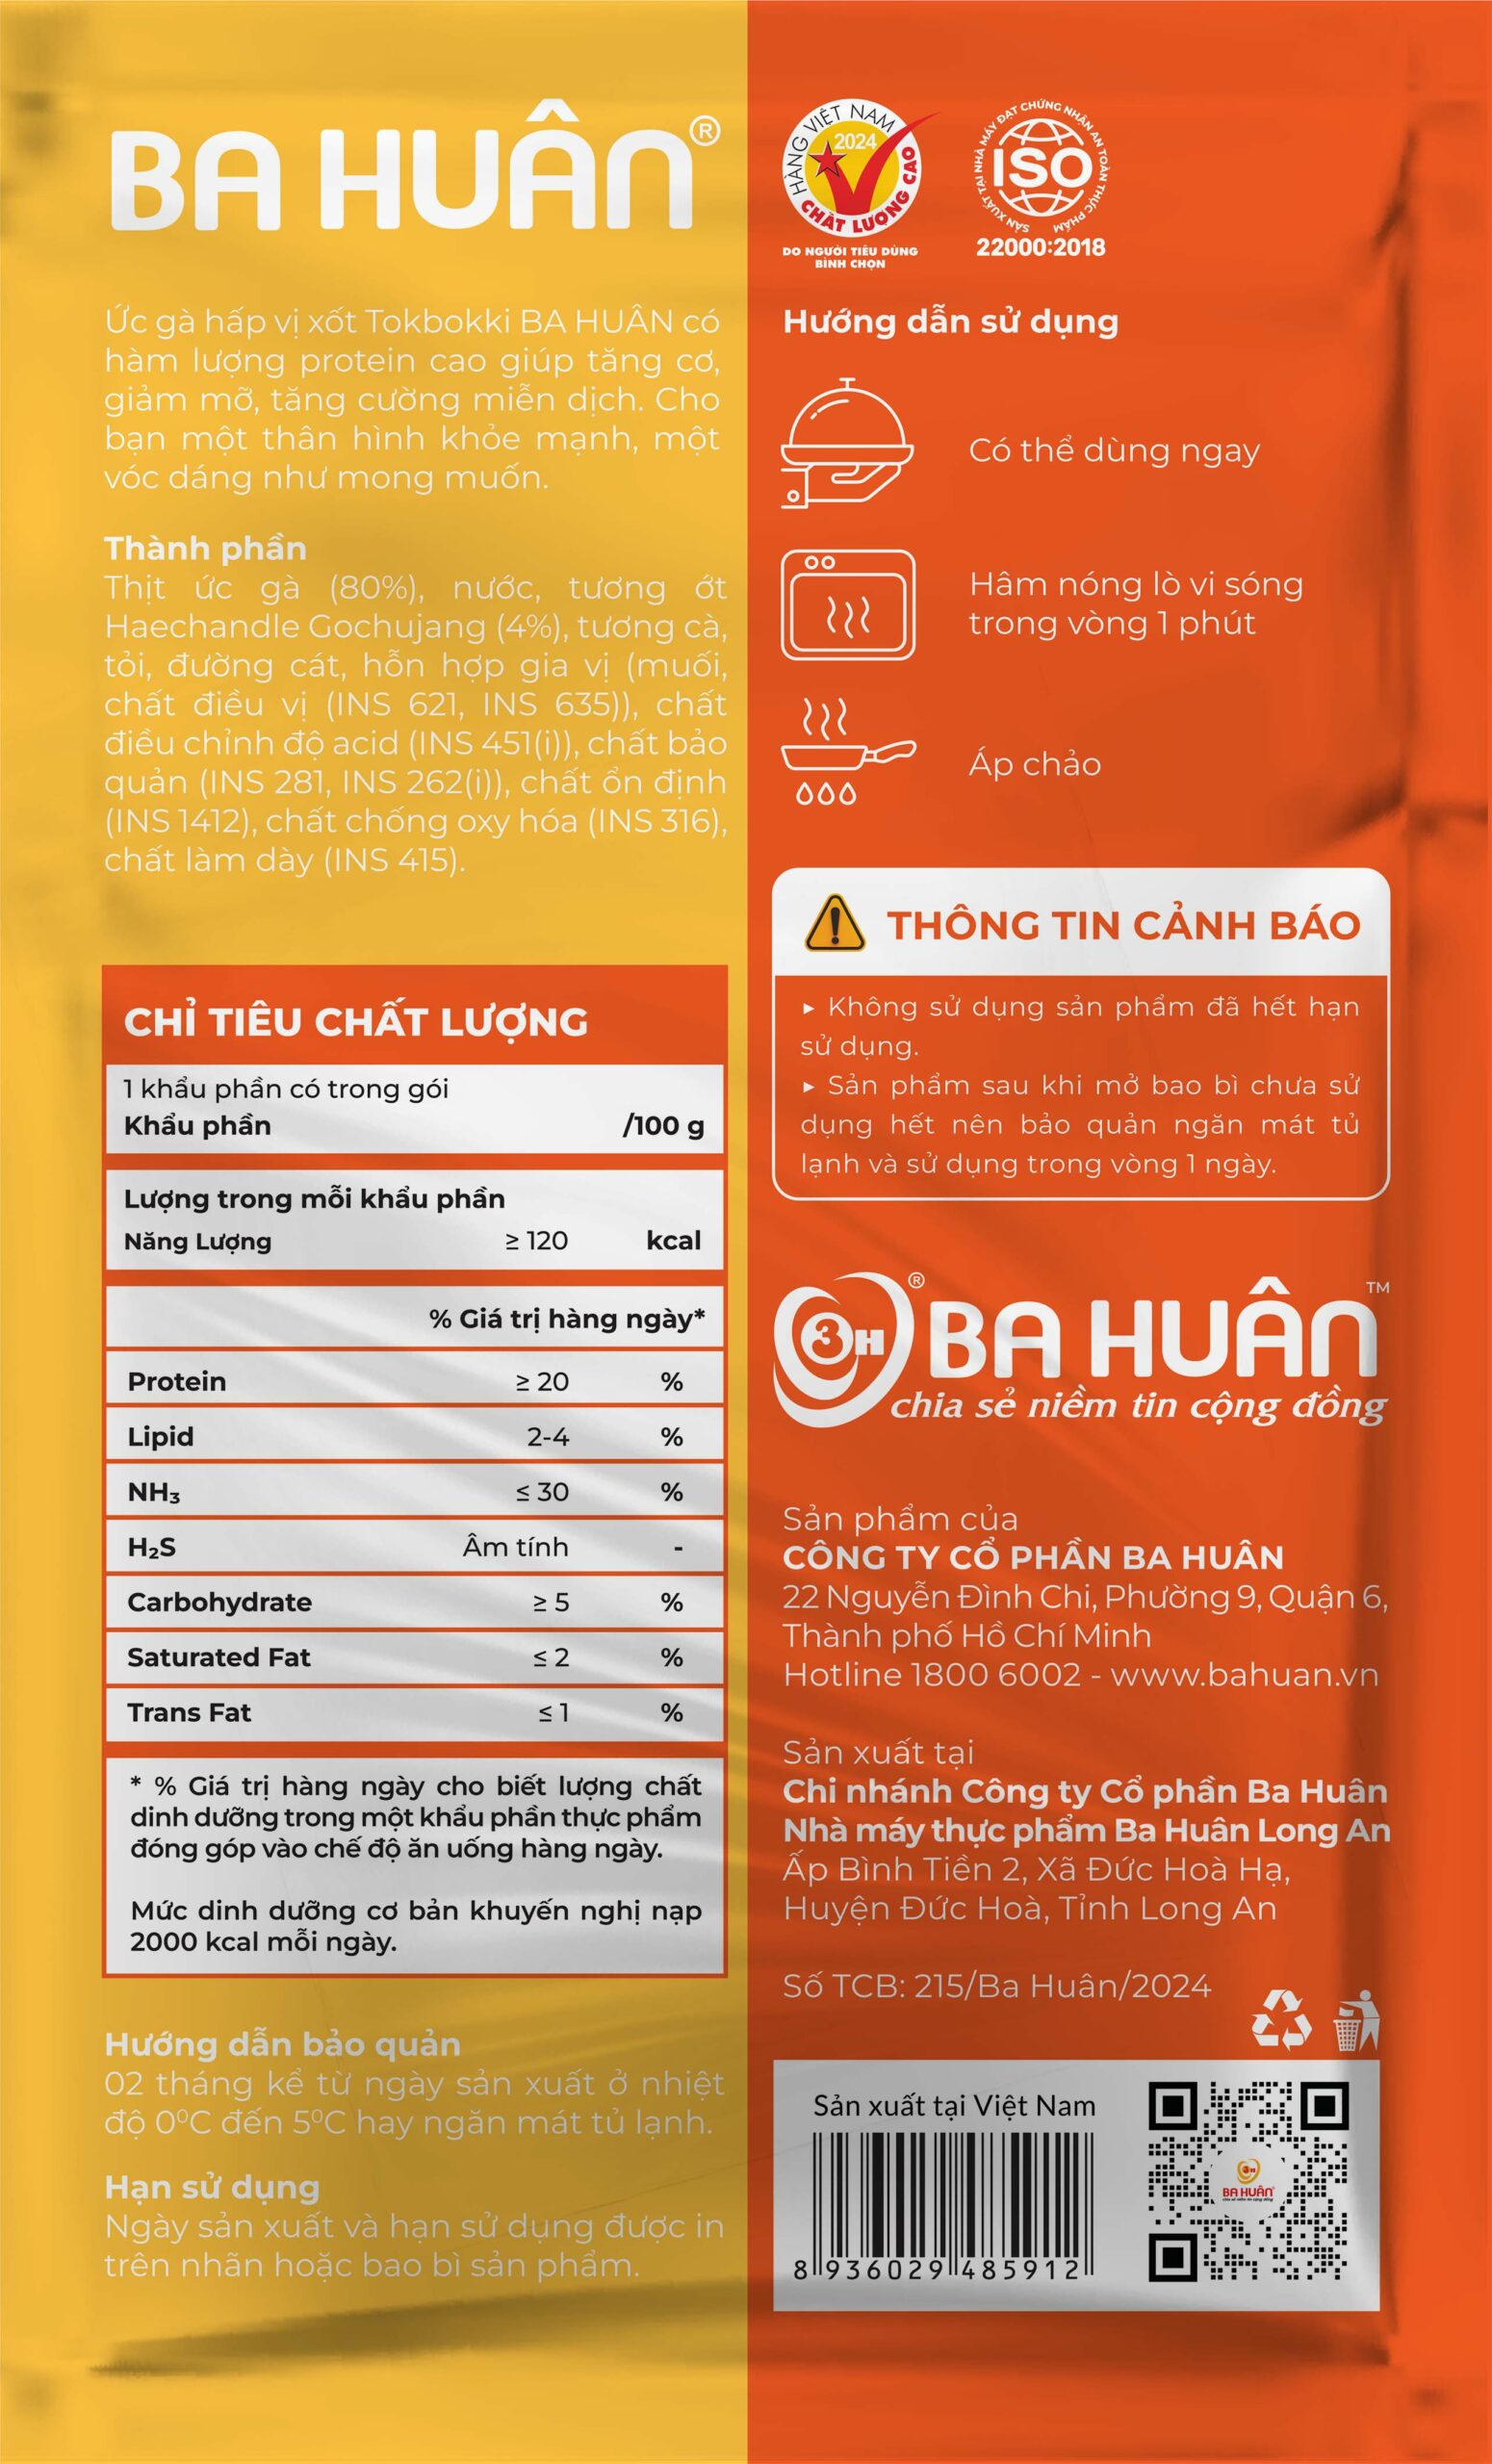 BA HUÂN®
Ức gà hấp vị xốt Tokbokki BA HUÂN có
hàm lượng protein cao giúp tăng cơ,
giảm mỡ, tăng cường miễn dịch. Cho
bạn một thân hình khỏe mạnh, một
vóc dáng như mong muốn.
Thành phần
Thịt ức gà (80%), nước, tương ớt
Haechandle Gochujang (4%), tương cà,
tỏi, đường cát, hỗn hợp gia vị (muối,
chất điều vị (INS 621, INS 635)), chất
điều chỉnh độ acid (INS 451(i)), chất bảo
quản (INS 281, INS 262(i)), chất ổn định
(INS 1412), chất chống oxy hóa (INS 316),
chất làm dày (INS 415).
CHỈ TIÊU CHẤT LƯỢNG
1 khẩu phần có trong gói
Khẩu phần /100 g
Lượng trong mỗi khẩu phần
Năng Lượng ≥ 120 kcal
% Giá trị hàng ngày*
Protein ≥ 20 %
Lipid 2-4 %
NH₃ ≤ 30 %
H₂S Âm tính -
Carbohydrate ≥ 5 %
Saturated Fat ≤ 2 %
Trans Fat ≤ 1 %
* % Giá trị hàng ngày cho biết lượng chất
dinh dưỡng trong một khẩu phần thực phẩm
đóng góp vào chế độ ăn uống hàng ngày.
Mức dinh dưỡng cơ bản khuyến nghị nạp
2000 kcal mỗi ngày.
Hướng dẫn bảo quản
02 tháng kể từ ngày sản xuất ở nhiệt
độ 0⁰C đến 5⁰C hay ngăn mát tủ lạnh.
Hạn sử dụng
Ngày sản xuất và hạn sử dụng được in
trên nhãn hoặc bao bì sản phẩm.
HÀNG VIỆT NAM
2024
CHẤT LƯỢNG CAO
DO NGƯỜI TIÊU DÙNG
BÌNH CHỌN
SẢN XUẤT TẠI NHÀ MÁY ĐẠT CHỨNG NHẬN AN TOÀN THỰC PHẨM
ISO
22000:2018
Hướng dẫn sử dụng
Có thể dùng ngay
Hâm nóng lò vi sóng
trong vòng 1 phút
Áp chảo
THÔNG TIN CẢNH BÁO
▸ Không sử dụng sản phẩm đã hết hạn
sử dụng.
▸ Sản phẩm sau khi mở bao bì chưa sử
dụng hết nên bảo quản ngăn mát tủ
lạnh và sử dụng trong vòng 1 ngày.
3H® BA HUÂN™
chia sẻ niềm tin cộng đồng
Sản phẩm của
CÔNG TY CỔ PHẦN BA HUÂN
22 Nguyễn Đình Chi, Phường 9, Quận 6,
Thành phố Hồ Chí Minh
Hotline 1800 6002 - www.bahuan.vn
Sản xuất tại
Chi nhánh Công ty Cổ phần Ba Huân
Nhà máy thực phẩm Ba Huân Long An
Ấp Bình Tiền 2, Xã Đức Hoà Hạ,
Huyện Đức Hoà, Tỉnh Long An
Số TCB: 215/Ba Huân/2024
Sản xuất tại Việt Nam
8 936029 485912
BA HUÂN